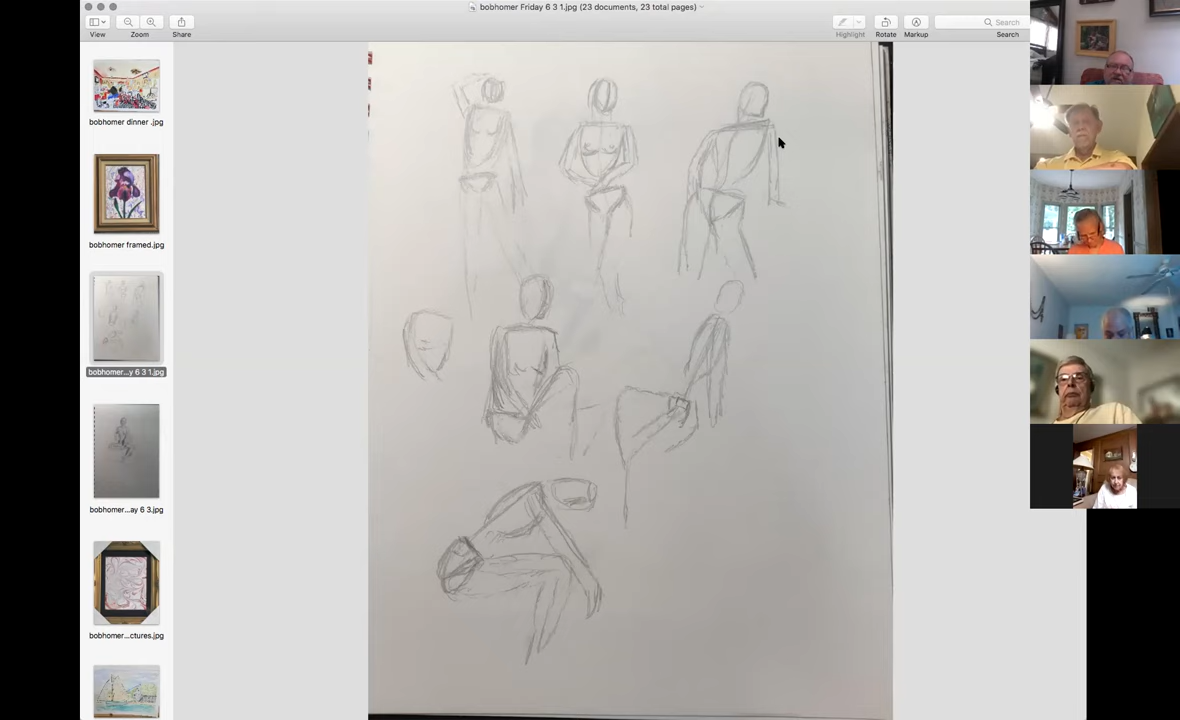 bobhomer Friday 6 3 1.jpg (23 documents, 23 total pages)
View
Zoom
Share
Highlight
Rotate
Markup
Search
Search
bobhomer dinner .jpg
bobhomer framed.jpg
bobhomer...y 6 3 1.jpg
bobhomer...ay 6 3.jpg
bobhomer...ctures.jpg